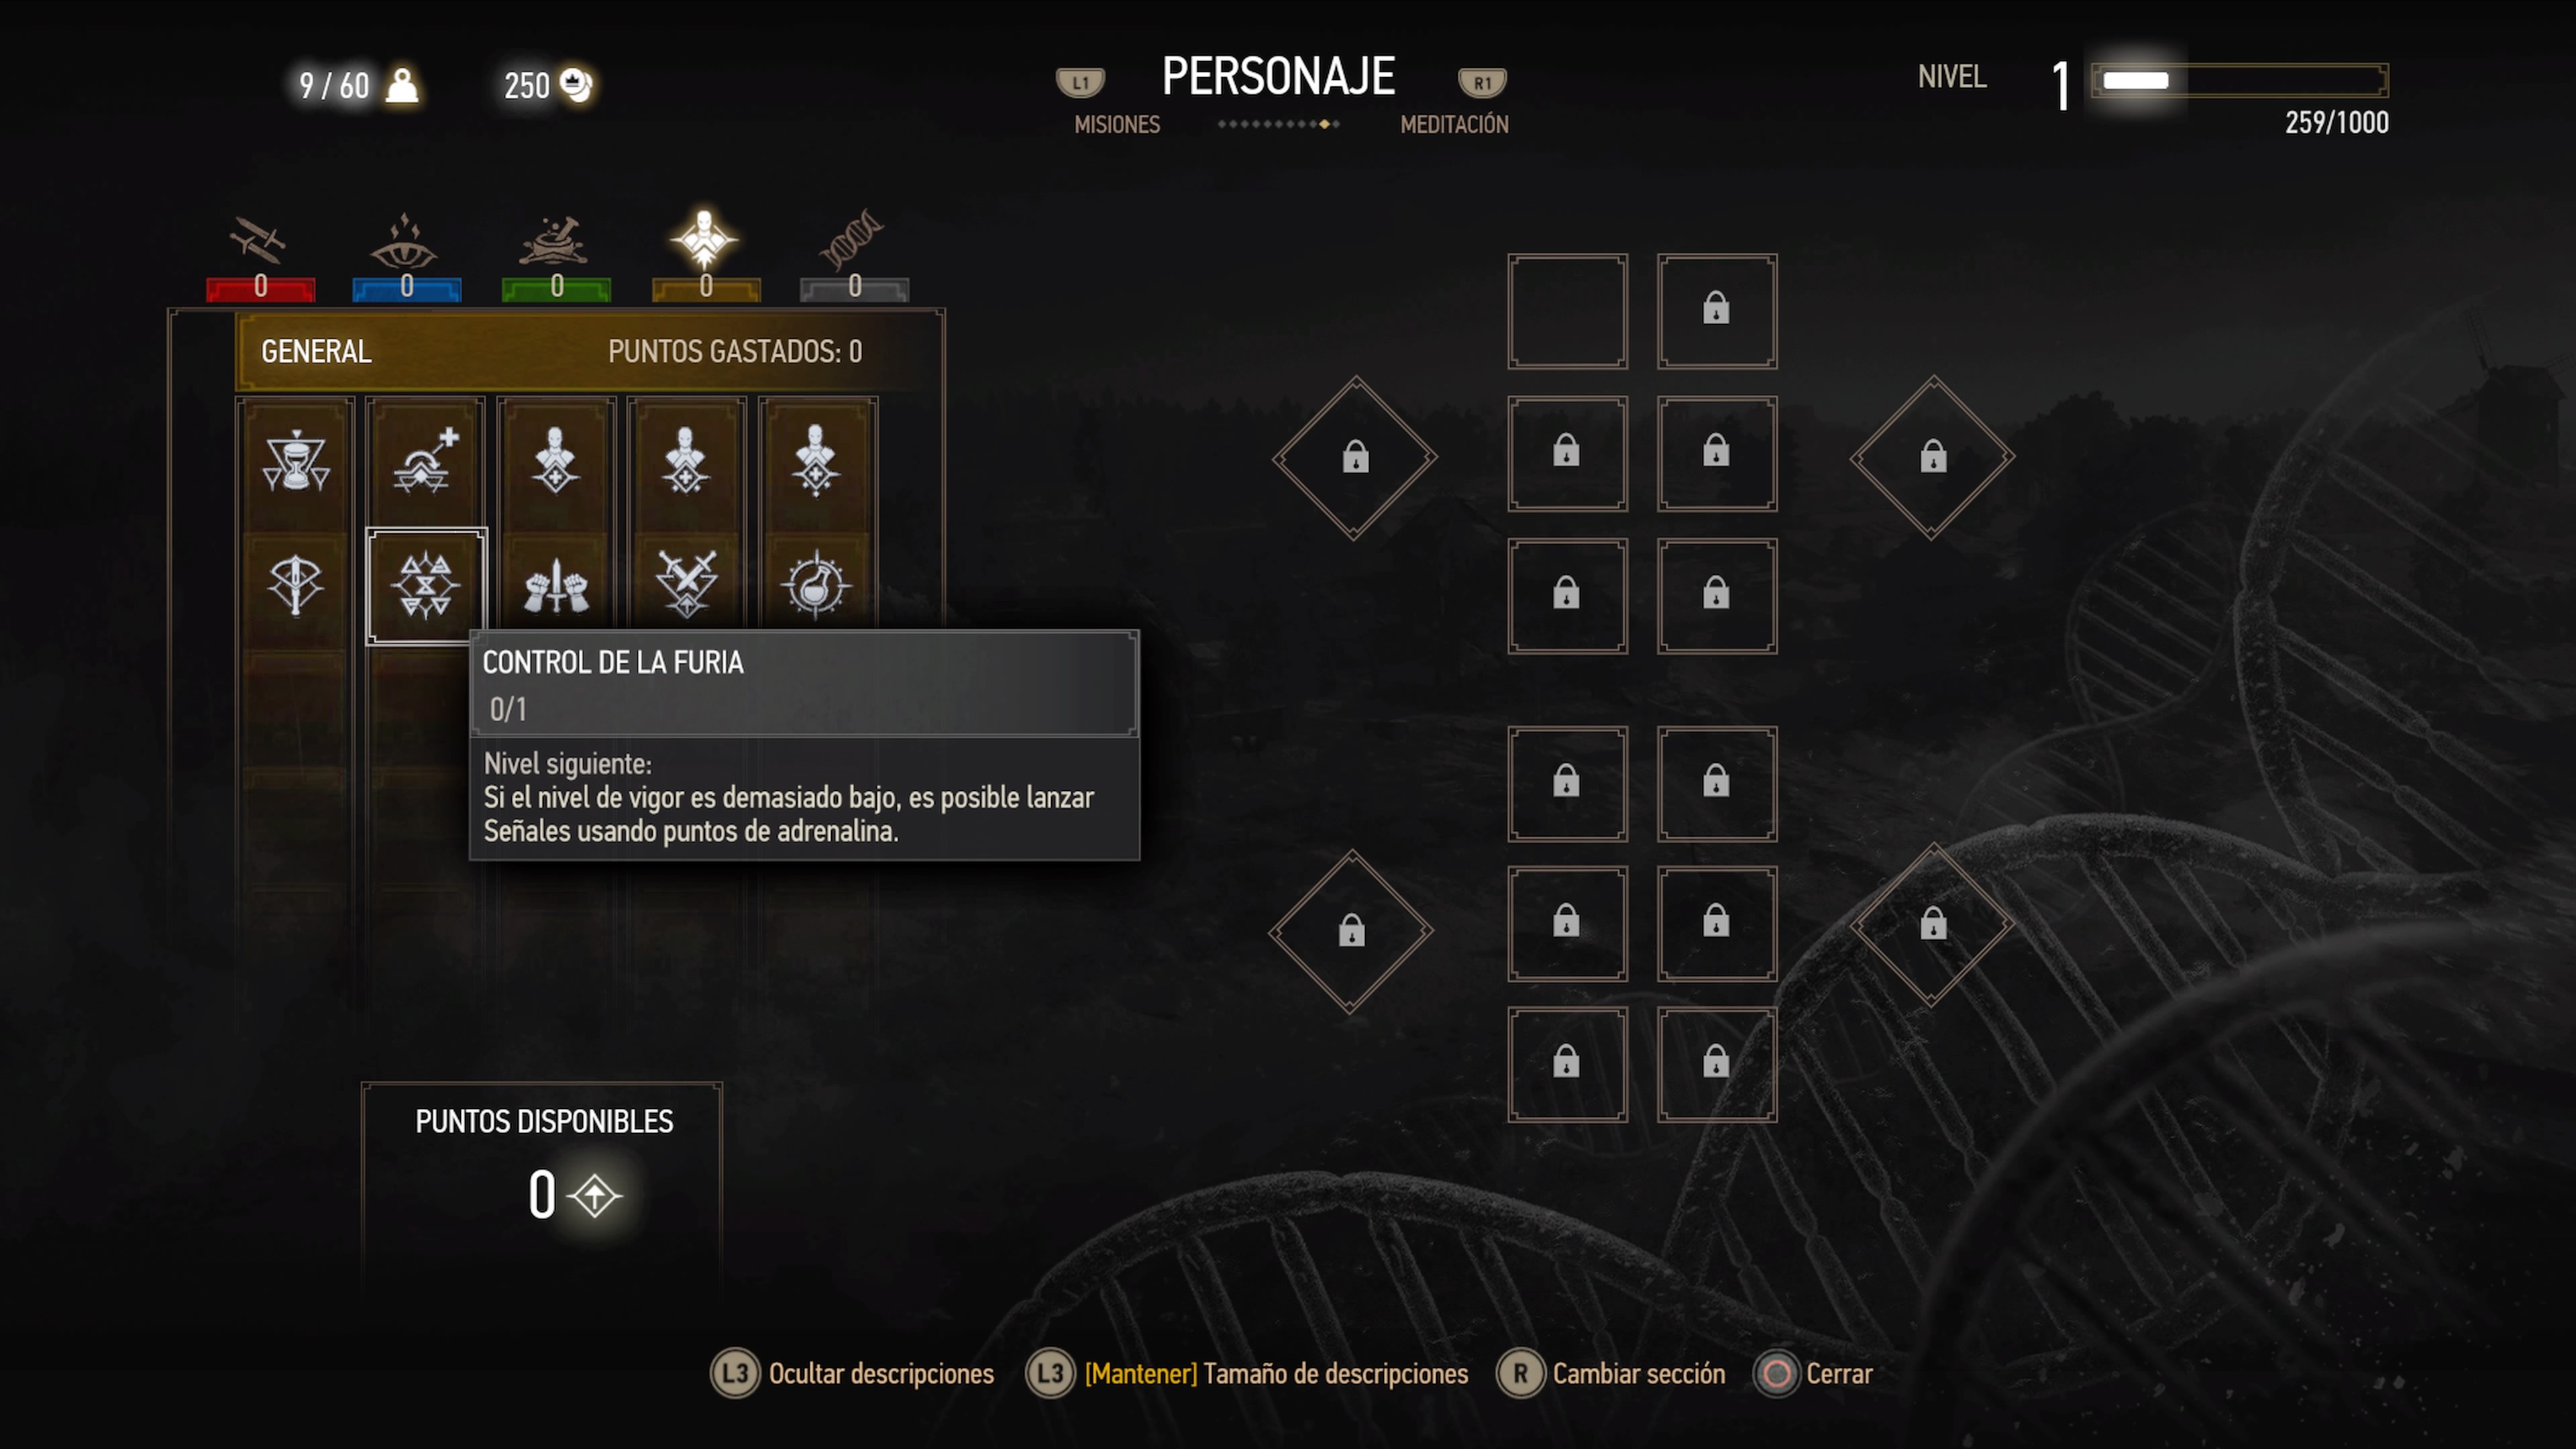 9 / 60
250
L1
PERSONAJE
R1
MISIONES
MEDITACIÓN
NIVEL
1
259/1000
0
0
0
0
0
GENERAL
PUNTOS GASTADOS: 0
CONTROL DE LA FURIA
0/1
Nivel siguiente:
Si el nivel de vigor es demasiado bajo, es posible lanzar
Señales usando puntos de adrenalina.
PUNTOS DISPONIBLES
0
L3 Ocultar descripciones
L3 [Mantener] Tamaño de descripciones
R Cambiar sección
Cerrar